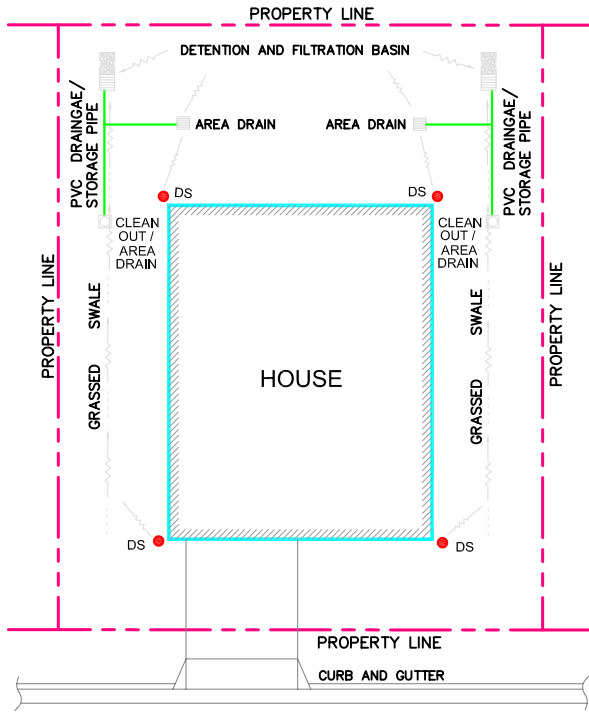 PROPERTY LINE
DETENTION AND FILTRATION BASIN
PVC DRAINGAE/
STORAGE PIPE
AREA DRAIN
AREA DRAIN
PVC DRAINGAE/
STORAGE PIPE
DS
DS
CLEAN
OUT /
AREA
DRAIN
CLEAN
OUT /
AREA
DRAIN
PROPERTY LINE
GRASSED SWALE
HOUSE
GRASSED SWALE
PROPERTY LINE
DS
DS
PROPERTY LINE
CURB AND GUTTER